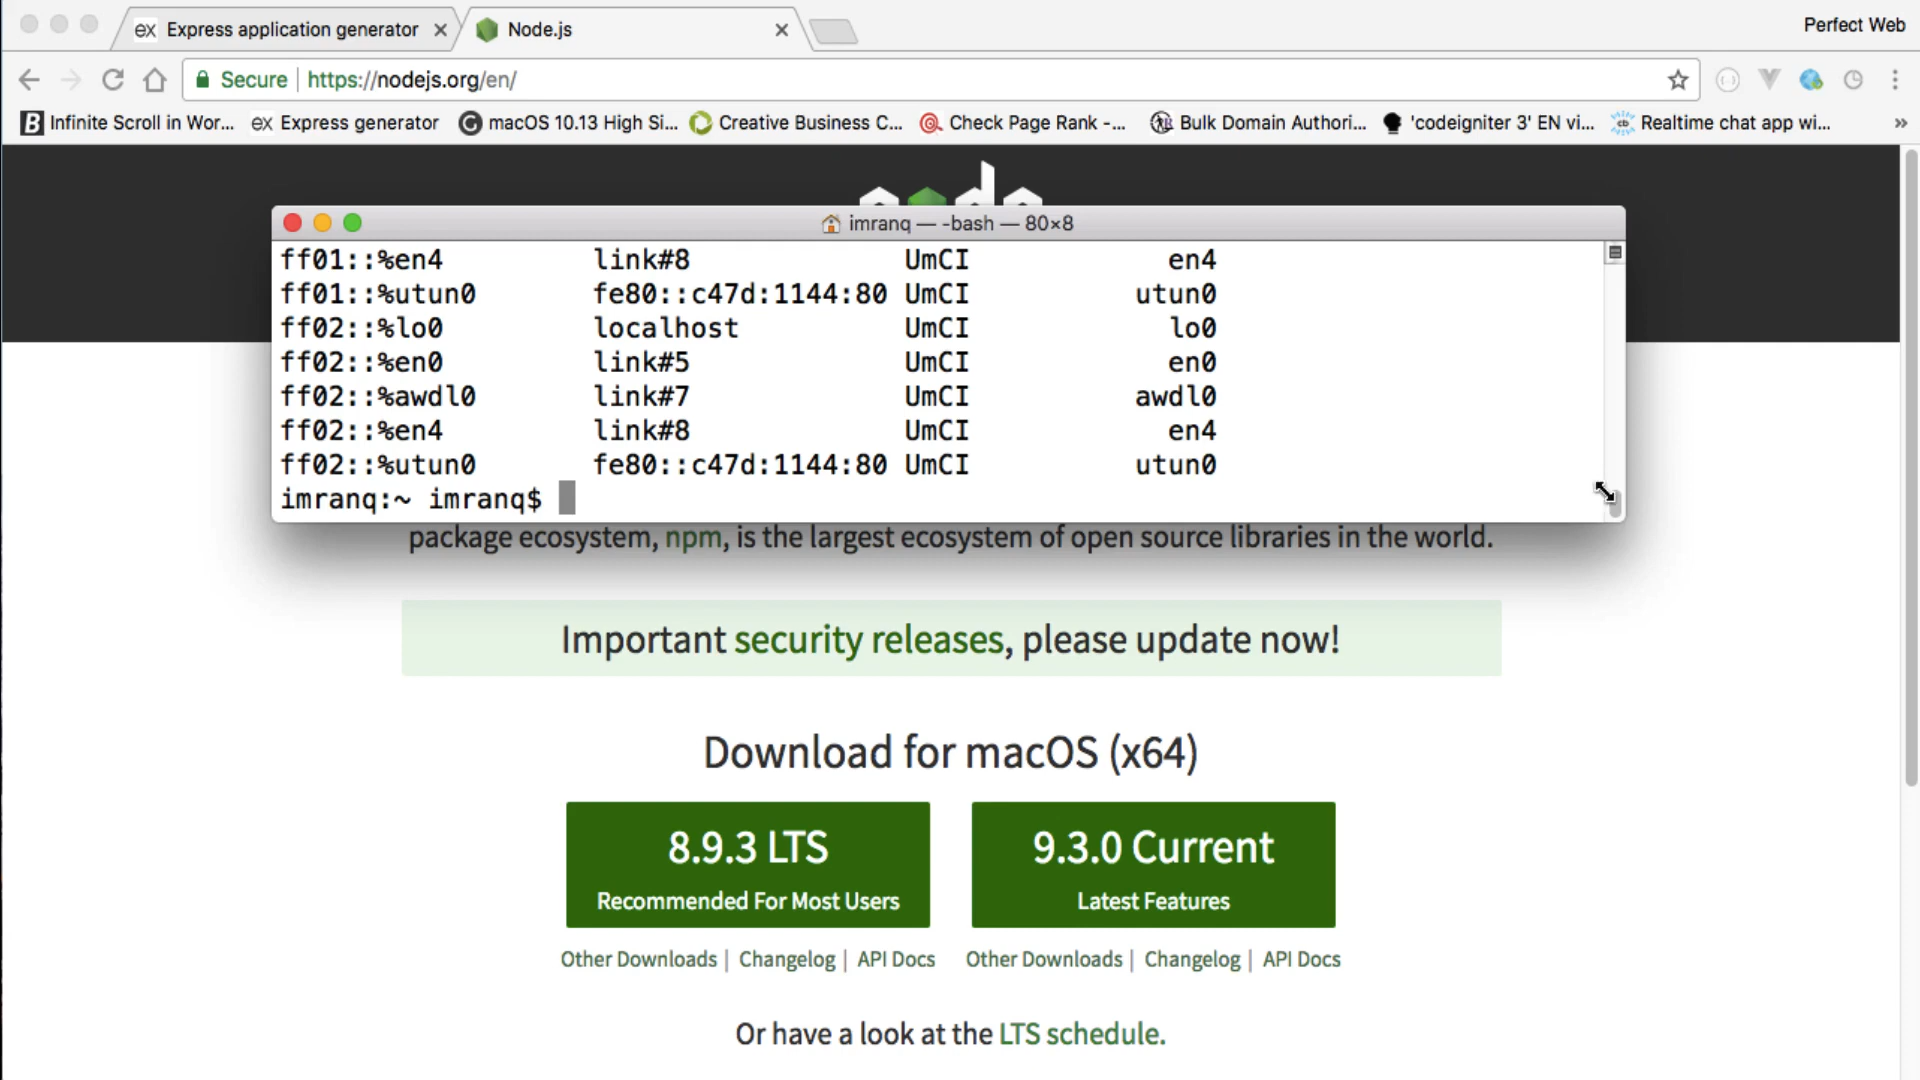 ex Express application generator
Node.js
Perfect Web
Secure
https://nodejs.org/en/
B Infinite Scroll in Wor...
ex Express generator
macOS 10.13 High Si...
Creative Business C...
Check Page Rank -...
Bulk Domain Authori...
'codeigniter 3' EN vi...
Realtime chat app wi...
»
imranq — -bash — 80×8
ff01::%en4 link#8 UmCI en4
ff01::%utun0 fe80::c47d:1144:80 UmCI utun0
ff02::%lo0 localhost UmCI lo0
ff02::%en0 link#5 UmCI en0
ff02::%awdl0 link#7 UmCI awdl0
ff02::%en4 link#8 UmCI en4
ff02::%utun0 fe80::c47d:1144:80 UmCI utun0
imranq:~ imranq$
package ecosystem, npm, is the largest ecosystem of open source libraries in the world.
Important security releases, please update now!
Download for macOS (x64)
8.9.3 LTS
Recommended For Most Users
9.3.0 Current
Latest Features
Other Downloads | Changelog | API Docs
Other Downloads | Changelog | API Docs
Or have a look at the LTS schedule.